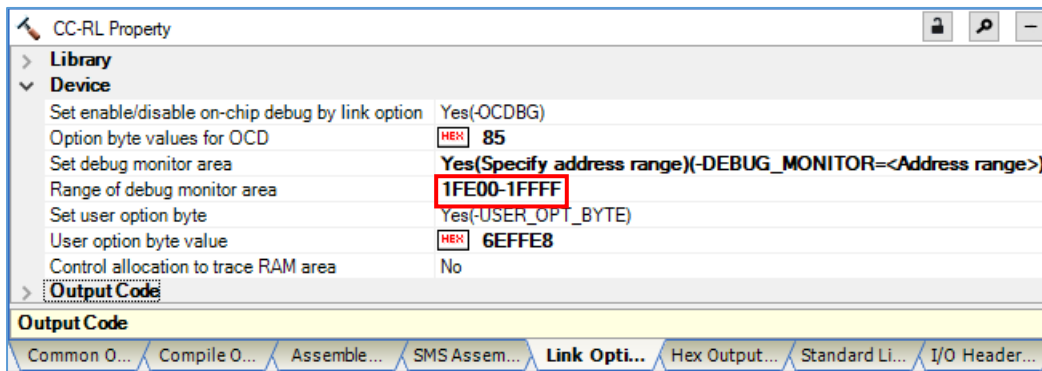 CC-RL Property
Library
Device
Set enable/disable on-chip debug by link option Yes(-OCDBG)
Option byte values for OCD HEX 85
Set debug monitor area Yes(Specify address range)(-DEBUG_MONITOR=<Address range>)
Range of debug monitor area 1FE00-1FFFF
Set user option byte Yes(-USER_OPT_BYTE)
User option byte value HEX 6EFFE8
Control allocation to trace RAM area No
Output Code
Output Code
Common O... Compile O... Assemble... SMS Assem... Link Opti... Hex Output... Standard Li... I/O Header...